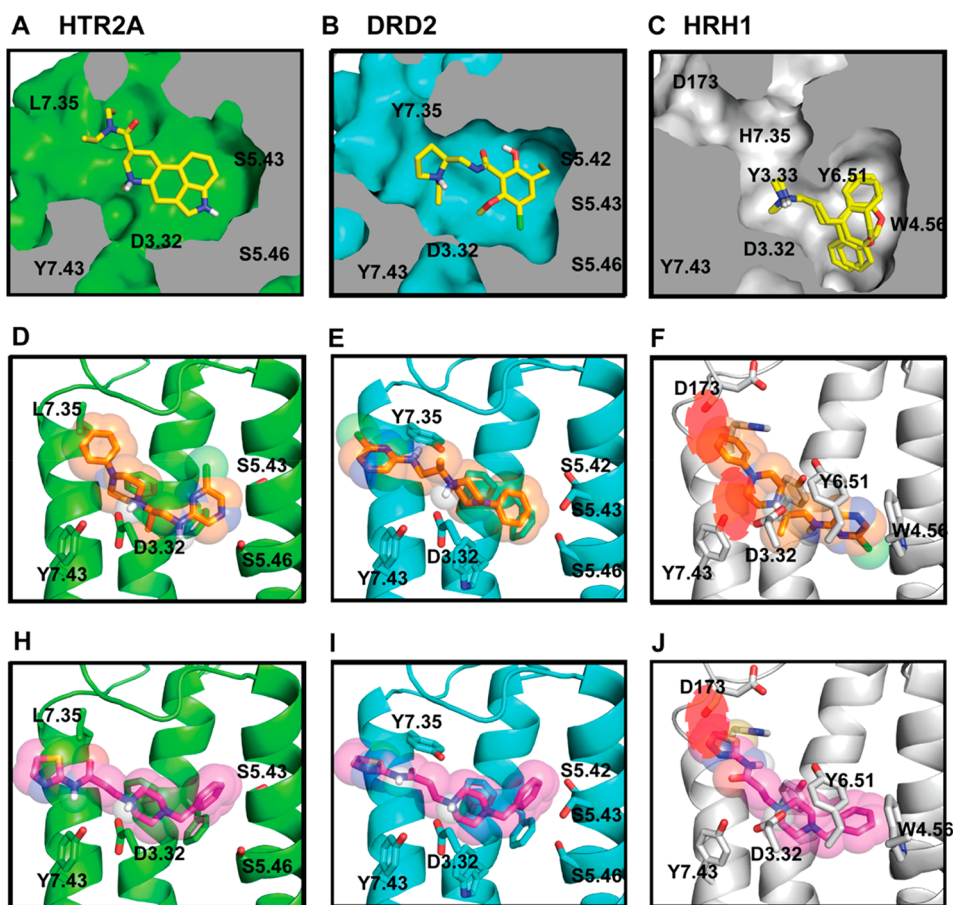 A HTR2A
B DRD2
C HRH1
L7.35
S5.43
D3.32
Y7.43
S5.46
Y7.35
S5.42
S5.43
D3.32
Y7.43
S5.46
D173
H7.35
Y3.33 Y6.51
W4.56
D3.32
Y7.43
D
E
F
L7.35
S5.43
D3.32
Y7.43
S5.46
Y7.35
S5.42
S5.43
D3.32
Y7.43
S5.46
D173
Y6.51
W4.56
D3.32
Y7.43
H
I
J
L7.35
S5.43
D3.32
Y7.43
S5.46
Y7.35
S5.42
S5.43
D3.32
Y7.43
S5.46
D173
Y6.51
W4.56
D3.32
Y7.43